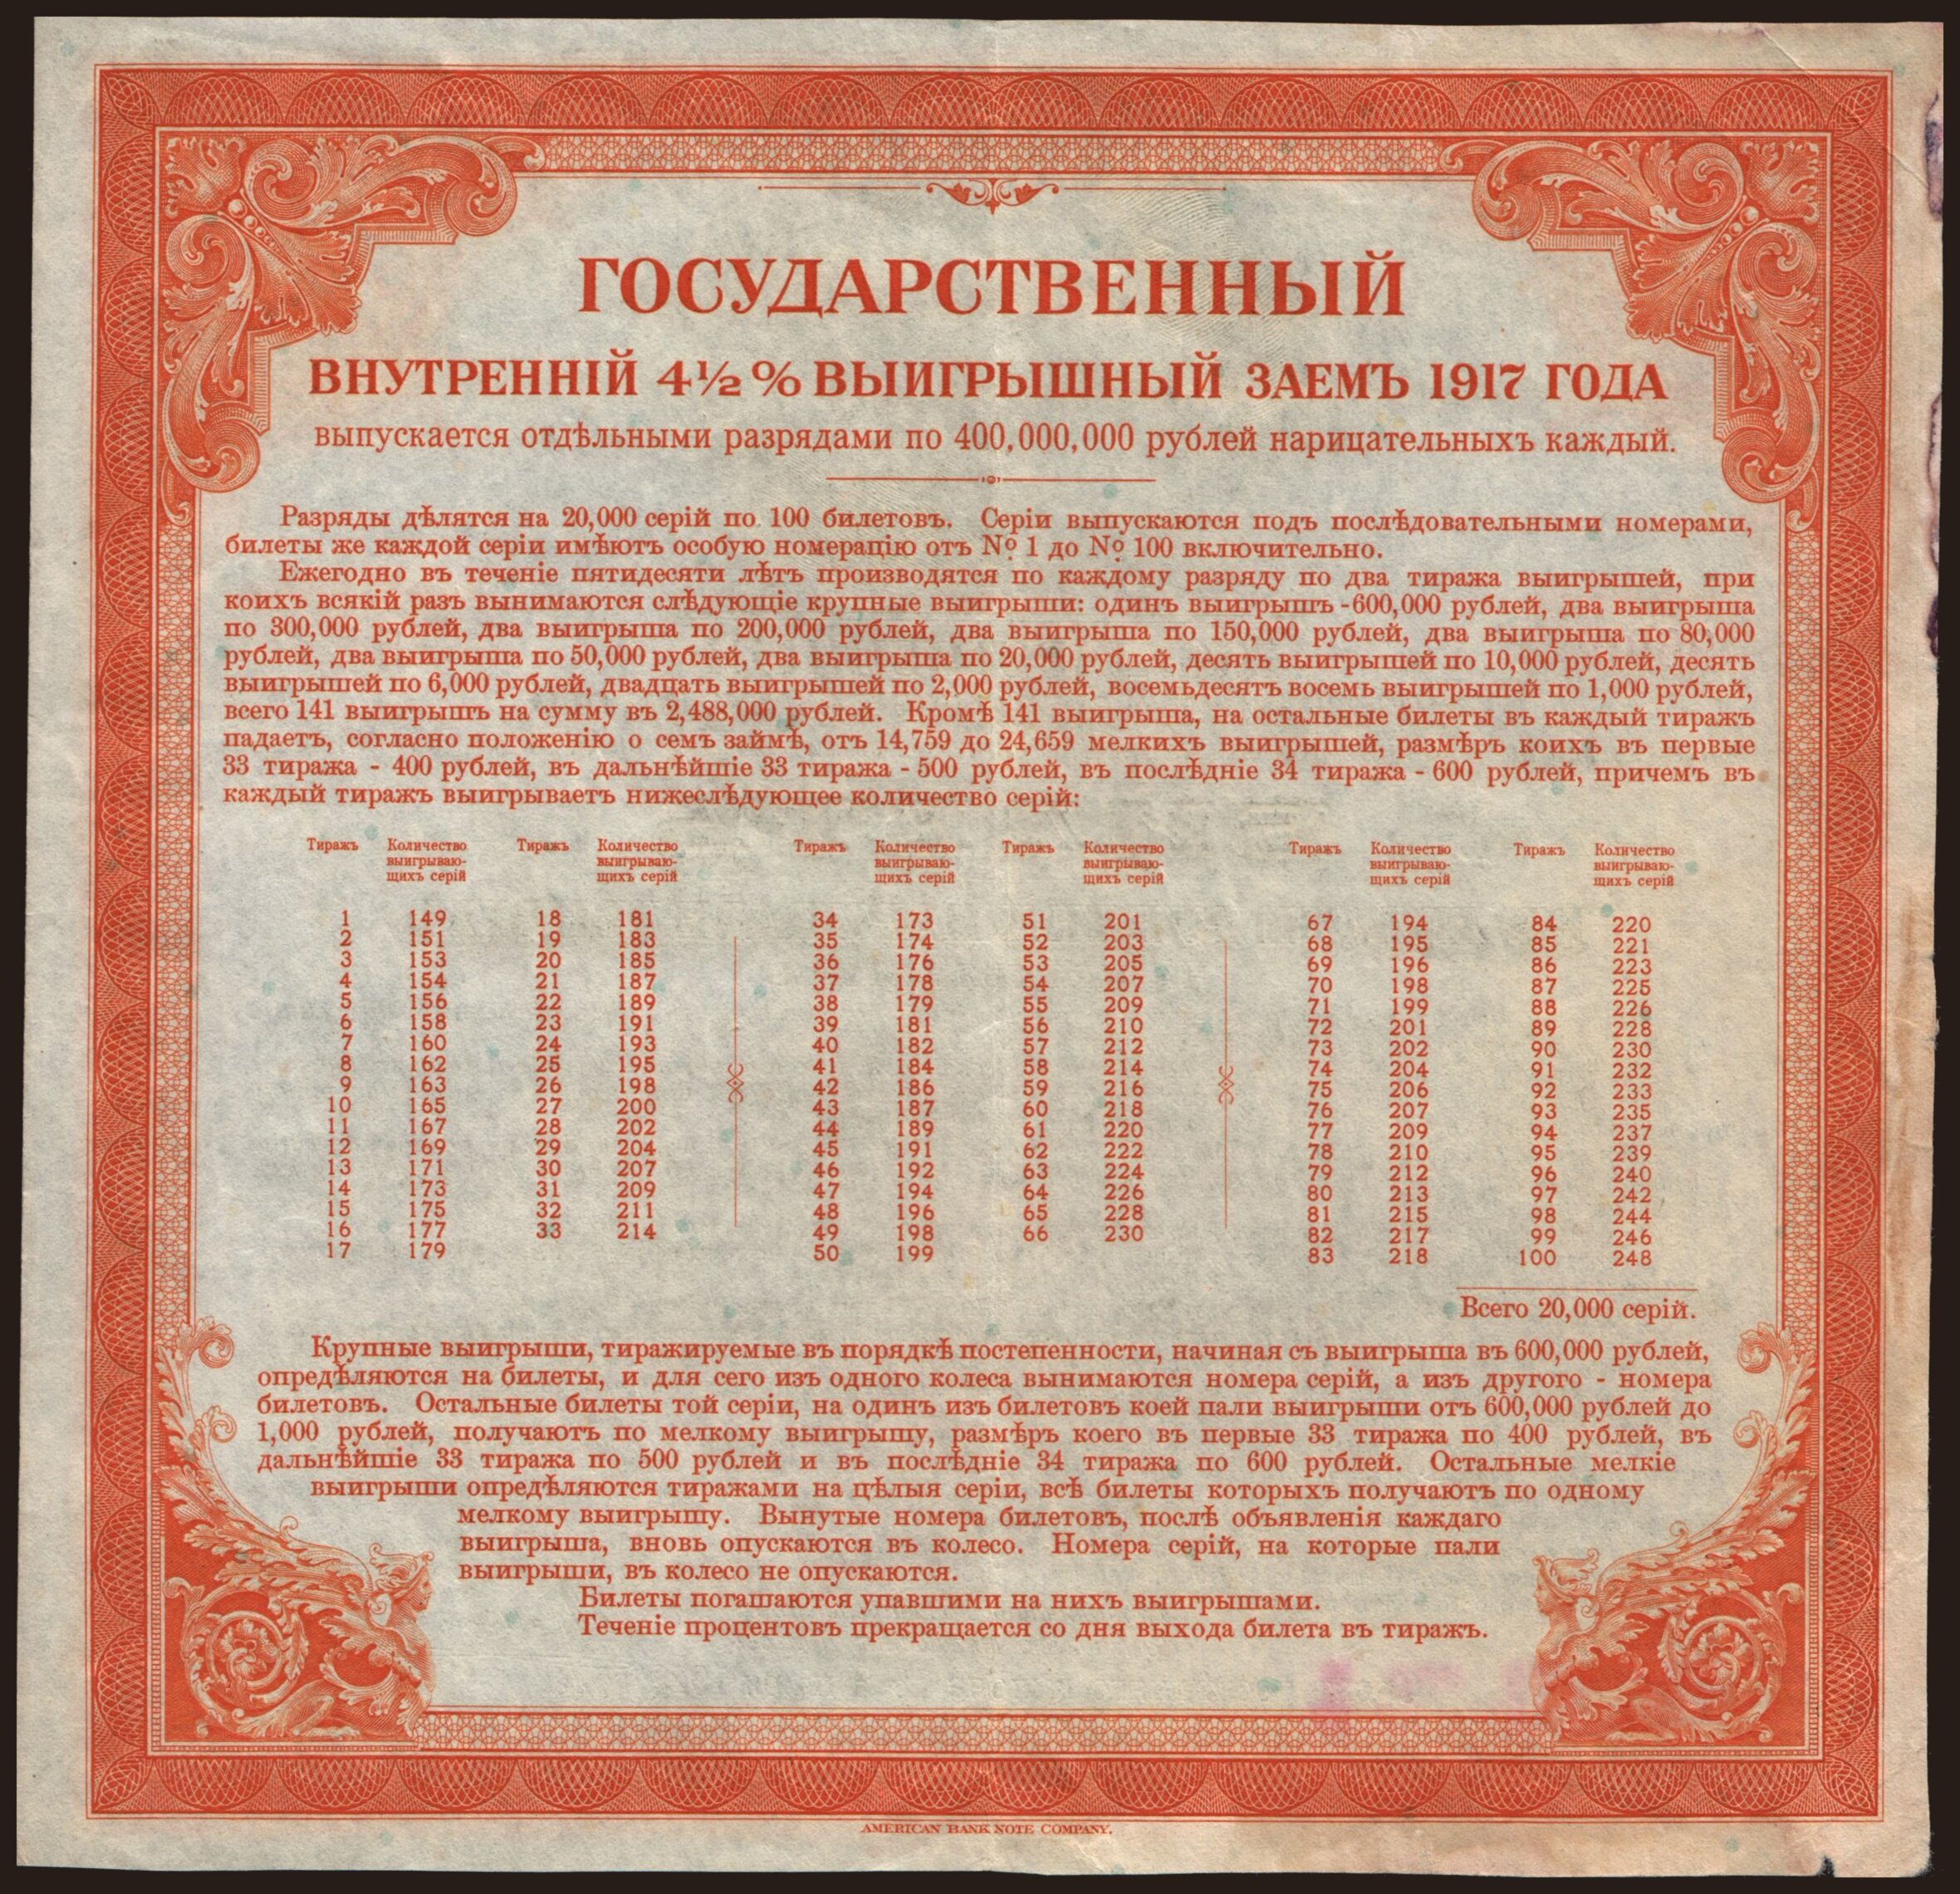 ГОСУДАРСТВЕННЫЙ
ВНУТРЕННІЙ 4½% ВЫИГРЫШНЫЙ ЗАЕМЪ 1917 ГОДА
выпускается отдѣльными разрядами по 400,000,000 рублей нарицательныхъ каждый.
Разряды дѣлятся на 20,000 серій по 100 билетовъ. Серіи выпускаются подъ послѣдовательными номерами,
билеты же каждой серіи имѣютъ особую номерацію отъ № 1 до № 100 включительно.
Ежегодно въ теченіе пятидесяти лѣтъ производятся по каждому разряду по два тиража выигрышей, при
коихъ всякій разъ вынимаются слѣдующіе крупные выигрыши: одинъ выигрышъ - 600,000 рублей, два выигрыша
по 300,000 рублей, два выигрыша по 200,000 рублей, два выигрыша по 150,000 рублей, два выигрыша по 80,000
рублей, два выигрыша по 50,000 рублей, два выигрыша по 20,000 рублей, десять выигрышей по 10,000 рублей, десять
выигрышей по 6,000 рублей, двадцать выигрышей по 2,000 рублей, восемьдесятъ восемь выигрышей по 1,000 рублей,
всего 141 выигрышъ на сумму въ 2,488,000 рублей. Кромѣ 141 выигрыша, на остальные билеты въ каждый тиражъ
падаетъ, согласно положенію о семъ займѣ, отъ 14,759 до 24,659 мелкихъ выигрышей, размѣръ коихъ въ первые
33 тиража - 400 рублей, въ дальнѣйшіе 33 тиража - 500 рублей, въ послѣдніе 34 тиража - 600 рублей, причемъ въ
каждый тиражъ выигрываетъ нижеслѣдующее количество серій:
Тиражъ Количество Тиражъ Количество Тиражъ Количество Тиражъ Количество Тиражъ Количество Тиражъ Количество
выигрываю- выигрываю- выигрываю- выигрываю- выигрываю- выигрываю-
щихъ серій щихъ серій щихъ серій щихъ серій щихъ серій щихъ серій
1 149 18 181 34 173 51 201 67 194 84 220
2 151 19 183 35 174 52 203 68 195 85 221
3 153 20 185 36 176 53 205 69 196 86 223
4 154 21 187 37 178 54 207 70 198 87 225
5 156 22 189 38 179 55 209 71 199 88 226
6 158 23 191 39 181 56 210 72 201 89 228
7 160 24 193 40 182 57 212 73 202 90 230
8 162 25 195 41 184 58 214 74 204 91 232
9 163 26 198 42 186 59 216 75 206 92 233
10 165 27 200 43 187 60 218 76 207 93 235
11 167 28 202 44 189 61 220 77 209 94 237
12 169 29 204 45 191 62 222 78 210 95 239
13 171 30 207 46 192 63 224 79 212 96 240
14 173 31 209 47 194 64 226 80 213 97 242
15 175 32 211 48 196 65 228 81 215 98 244
16 177 33 214 49 198 66 230 82 217 99 246
17 179 50 199 83 218 100 248
Всего 20,000 серій.
Крупные выигрыши, тиражируемые въ порядкѣ постепенности, начиная съ выигрыша въ 600,000 рублей,
опредѣляются на билеты, и для сего изъ одного колеса вынимаются номера серій, а изъ другого - номера
билетовъ. Остальные билеты той серіи, на одинъ изъ билетовъ коей пали выигрыши отъ 600,000 рублей до
1,000 рублей, получаютъ по мелкому выигрышу, размѣръ коего въ первые 33 тиража по 400 рублей, въ
дальнѣйшіе 33 тиража по 500 рублей и въ послѣдніе 34 тиража по 600 рублей. Остальные мелкіе
выигрыши опредѣляются тиражами на цѣлыя серіи, всѣ билеты которыхъ получаютъ по одному
мелкому выигрышу. Вынутые номера билетовъ, послѣ объявленія каждаго
выигрыша, вновь опускаются въ колесо. Номера серій, на которые пали
выигрыши, въ колесо не опускаются.
Билеты погашаются упавшими на нихъ выигрышами.
Теченіе процентовъ прекращается со дня выхода билета въ тиражъ.
AMERICAN BANK NOTE COMPANY.